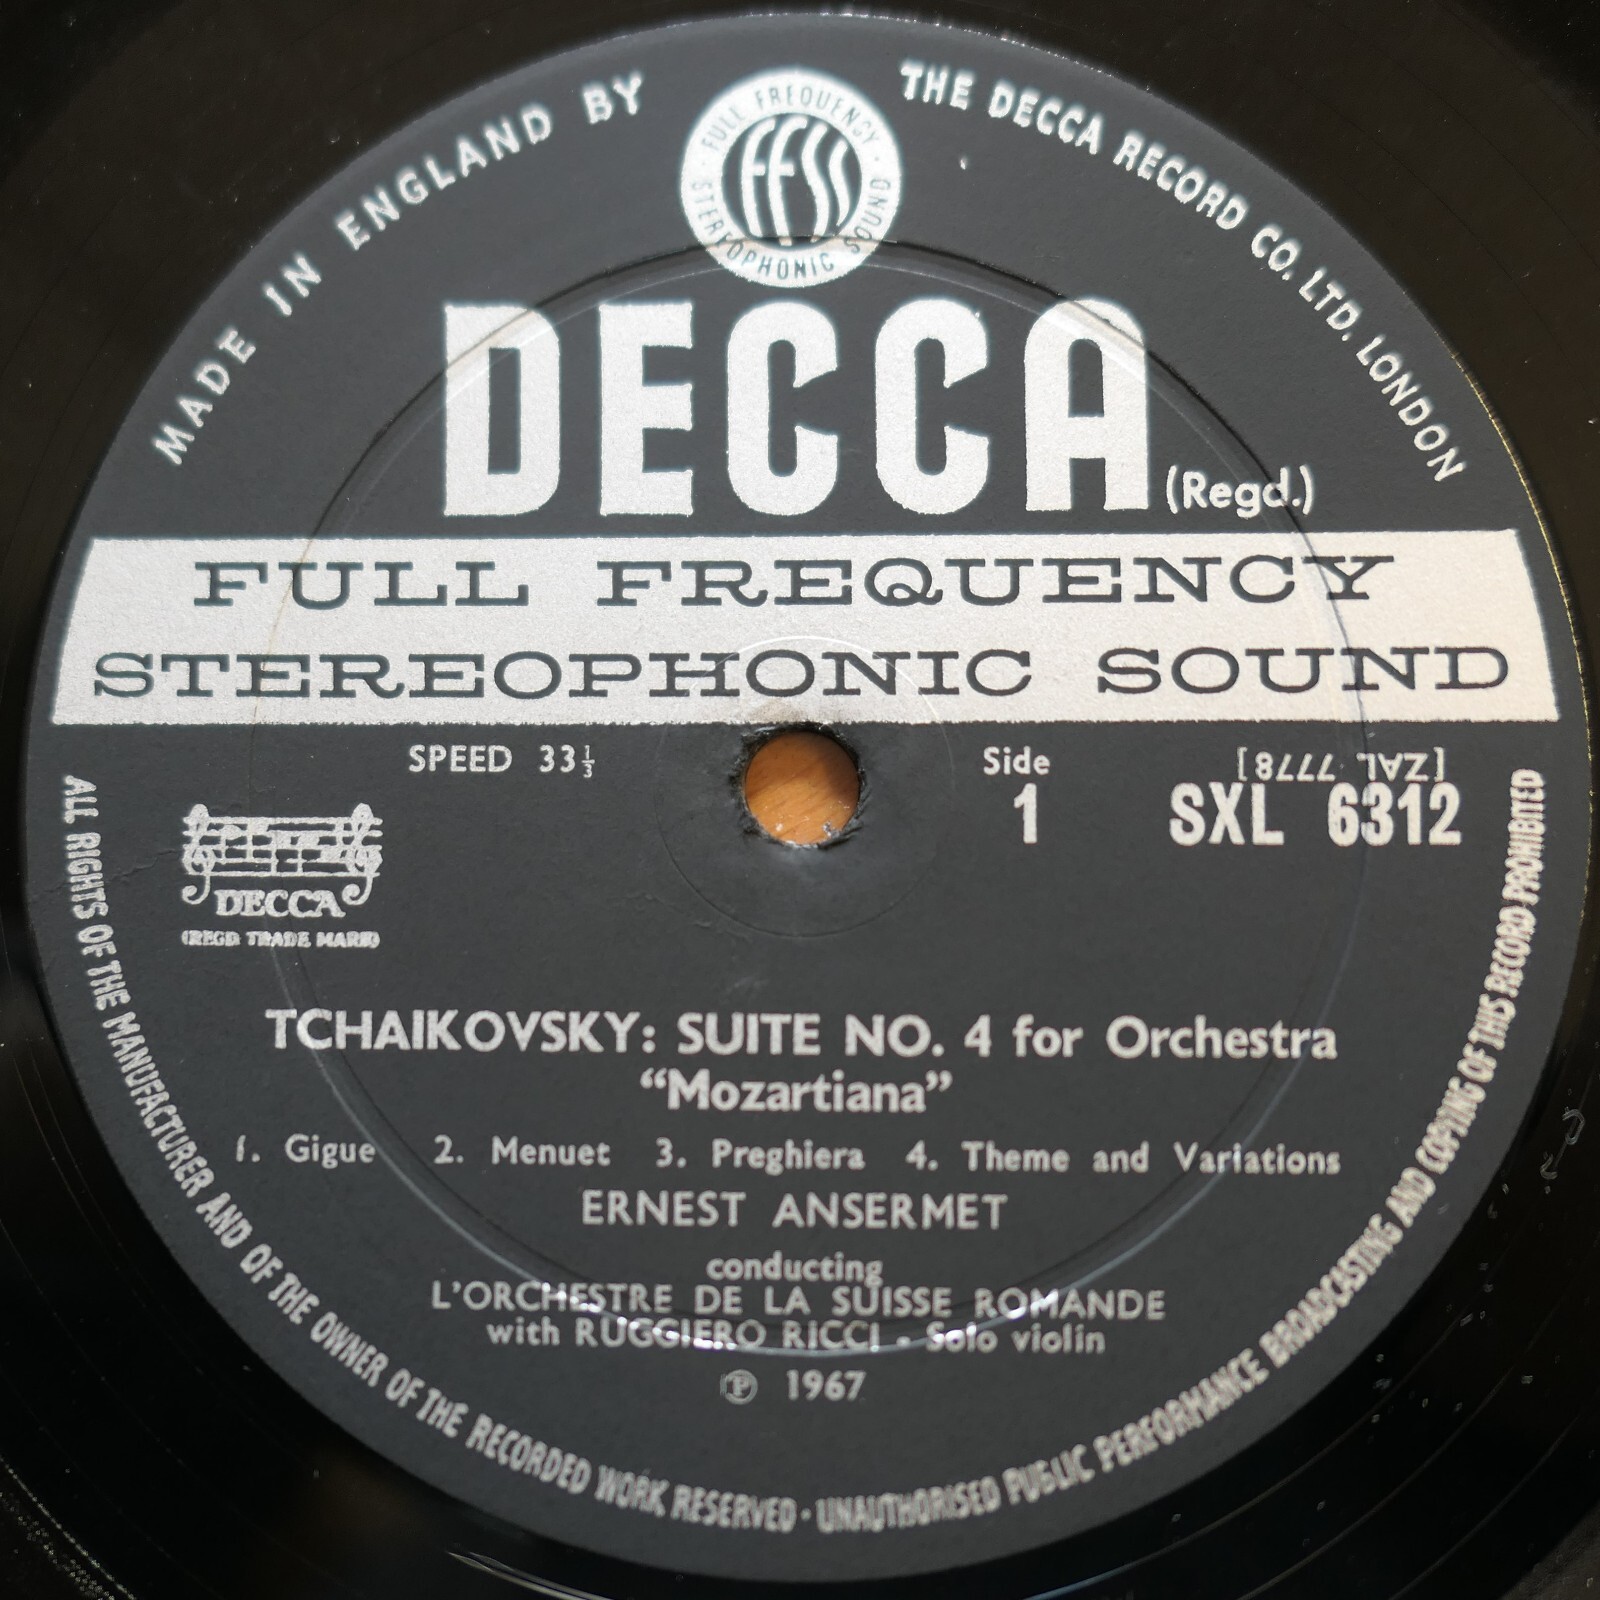 MADE IN ENGLAND BY
THE DECCA RECORD CO. LTD. LONDON
FULL FREQUENCY · STEREOPHONIC SOUND ·
FFSS
DECCA (Regd.)
FULL FREQUENCY
STEREOPHONIC SOUND
SPEED 33⅓
Side
1
[ZAL 7778]
SXL 6312
DECCA
(REGD TRADE MARK)
TCHAIKOVSKY: SUITE NO. 4 for Orchestra
“Mozartiana”
1. Gigue 2. Menuet 3. Preghiera 4. Theme and Variations
ERNEST ANSERMET
conducting
L'ORCHESTRE DE LA SUISSE ROMANDE
with RUGGIERO RICCI - Solo violin
℗ 1967
ALL RIGHTS OF THE MANUFACTURER AND OF THE OWNER OF THE RECORDED WORK RESERVED · UNAUTHORISED PUBLIC PERFORMANCE BROADCASTING AND COPYING OF THIS RECORD PROHIBITED